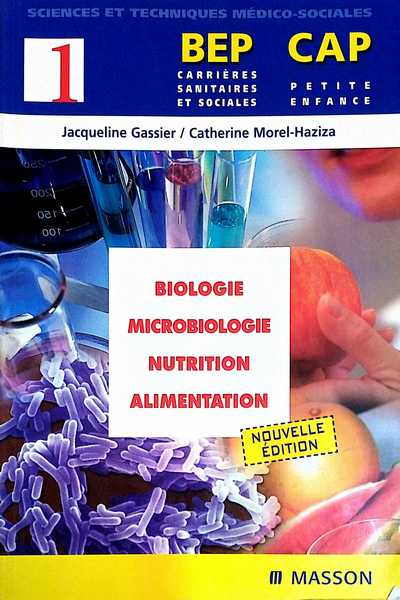 SCIENCES ET TECHNIQUES MÉDICO-SOCIALES
1
BEP
CARRIÈRES
SANITAIRES
ET SOCIALES
CAP
PETITE
ENFANCE
Jacqueline Gassier / Catherine Morel-Haziza
BIOLOGIE
MICROBIOLOGIE
NUTRITION
ALIMENTATION
NOUVELLE
ÉDITION
MASSON